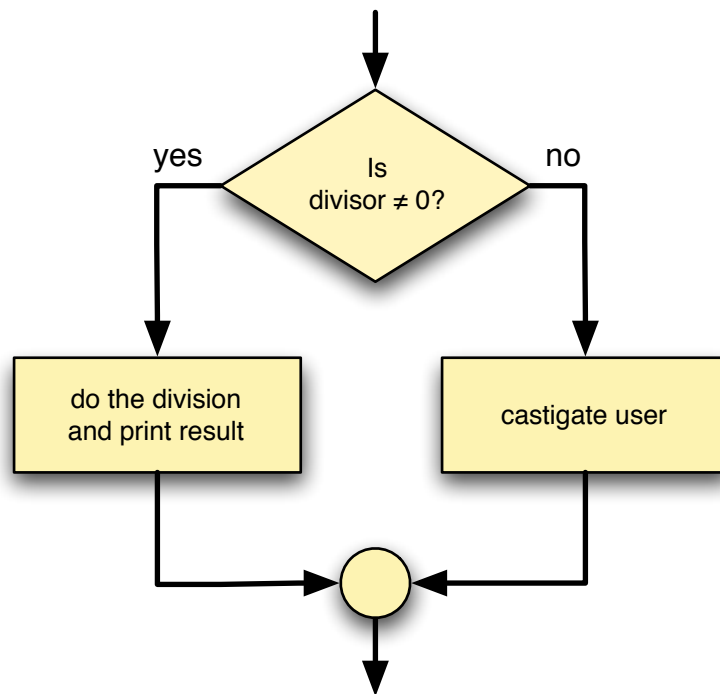 Is
divisor ≠ 0?
yes
no
do the division
and print result
castigate user